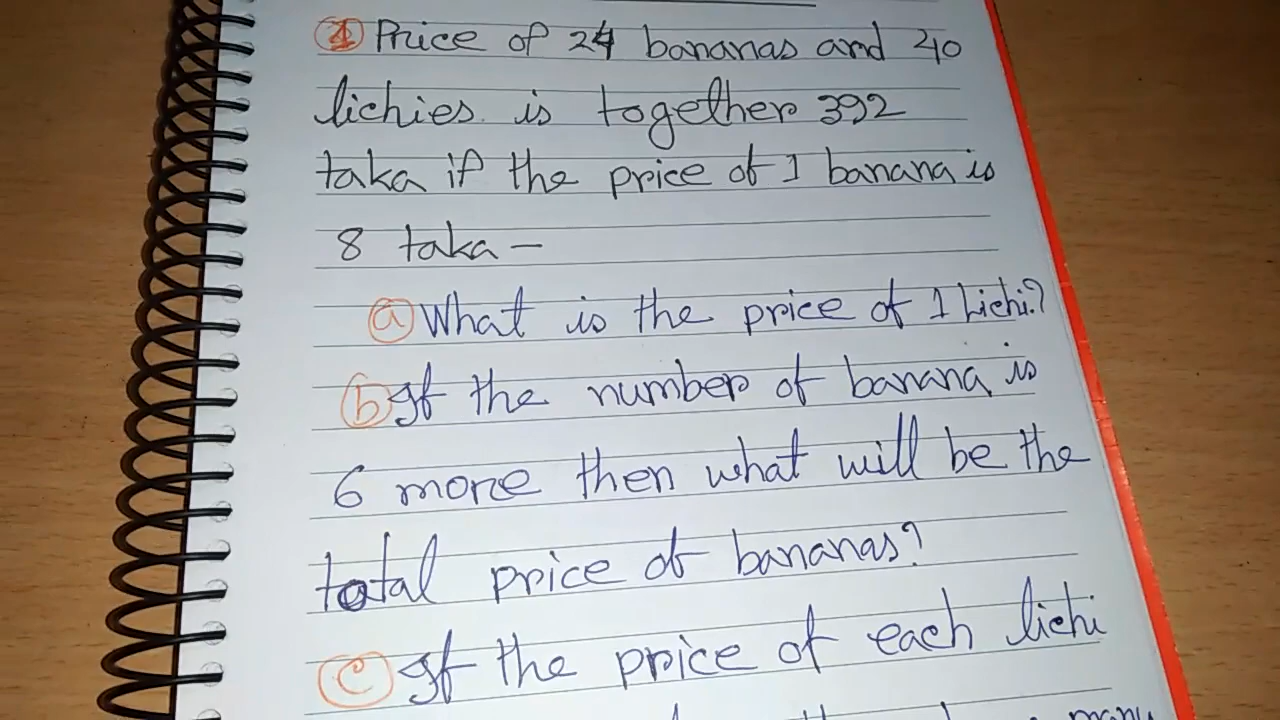 1 Price of 24 bananas and 40
lichies is together 392
taka if the price of 1 banana is
8 taka —
a What is the price of 1 Lichi?
b If the number of banana is
6 more then what will be the
total price of bananas?
c If the price of each lichi
many